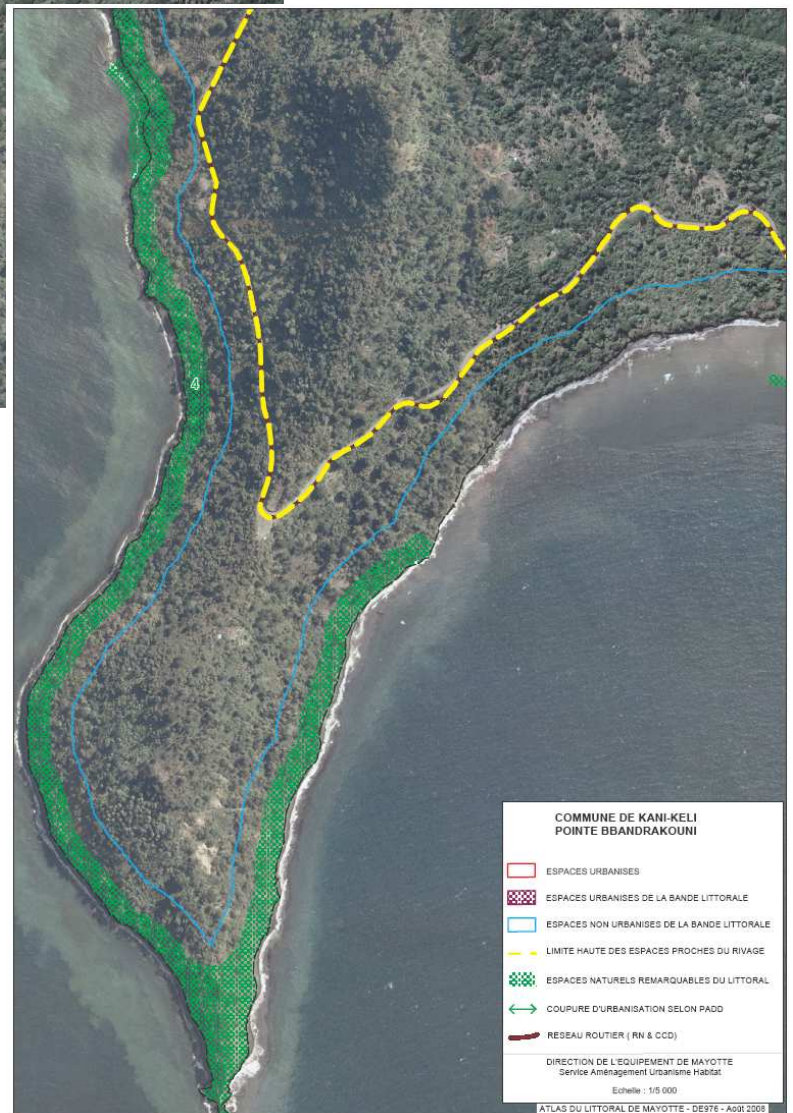 4
COMMUNE DE KANI-KELI
POINTE BBANDRAKOUNI
ESPACES URBANISES
ESPACES URBANISES DE LA BANDE LITTORALE
ESPACES NON URBANISES DE LA BANDE LITTORALE
LIMITE HAUTE DES ESPACES PROCHES DU RIVAGE
ESPACES NATURELS REMARQUABLES DU LITTORAL
COUPURE D'URBANISATION SELON PADD
RESEAU ROUTIER ( RN & CCD)
DIRECTION DE L'EQUIPEMENT DE MAYOTTE
Service Aménagement Urbanisme Habitat
Echelle : 1/5 000
ATLAS DU LITTORAL DE MAYOTTE - DE976 - Août 2008